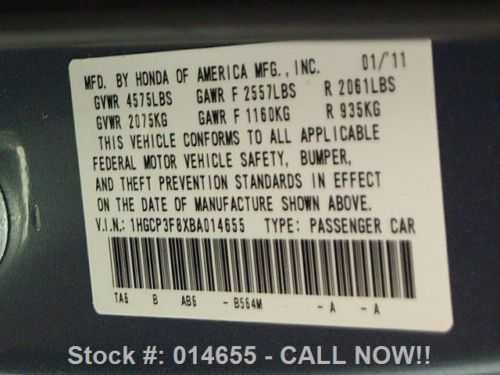 MFD. BY HONDA OF AMERICA MFG., INC. 01/'11
GVWR 4575LBS GAWR F 2557LBS R 2061LBS
GVWR 2075KG GAWR F 1160KG R 935KG
THIS VEHICLE CONFORMS TO ALL APPLICABLE
FEDERAL MOTOR VEHICLE SAFETY, BUMPER,
AND THEFT PREVENTION STANDARDS IN EFFECT
ON THE DATE OF MANUFACTURE SHOWN ABOVE.
V.I.N.: 1HGCP3F8XBA014655 TYPE: PASSENGER CAR
TA6 B AB6 - B564M - A - A
Stock #: 014655 - CALL NOW!!